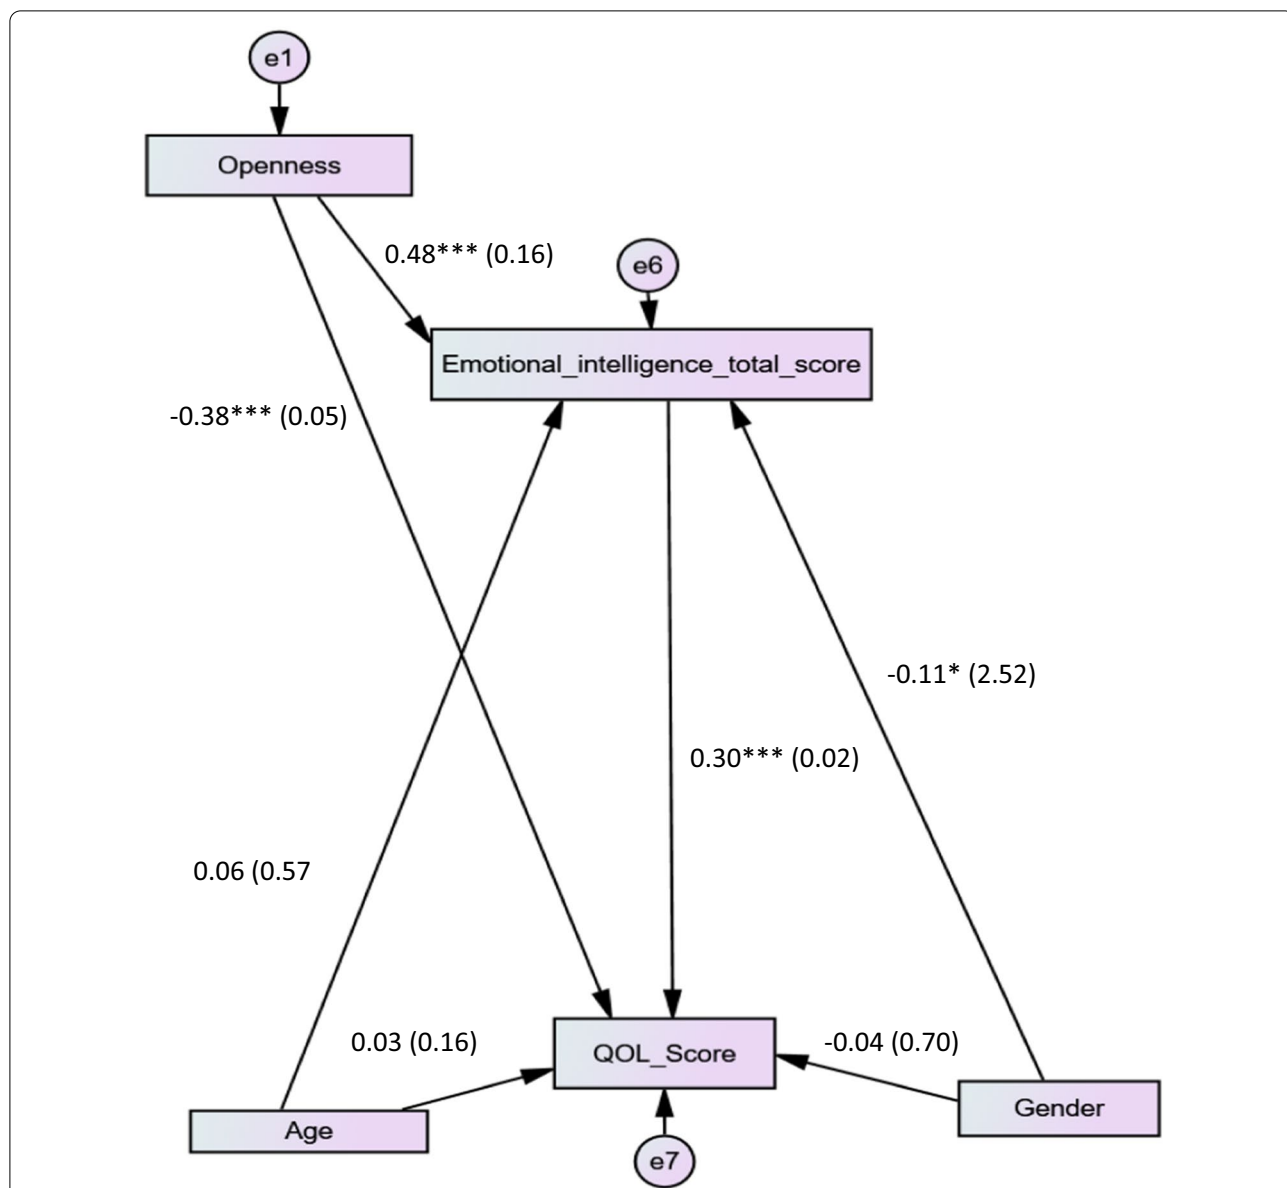 e1
Openness
0.48*** (0.16)
e6
Emotional_intelligence_total_score
-0.38*** (0.05)
-0.11* (2.52)
0.30*** (0.02)
0.06 (0.57
0.03 (0.16)
-0.04 (0.70)
QOL_Score
Gender
Age
e7